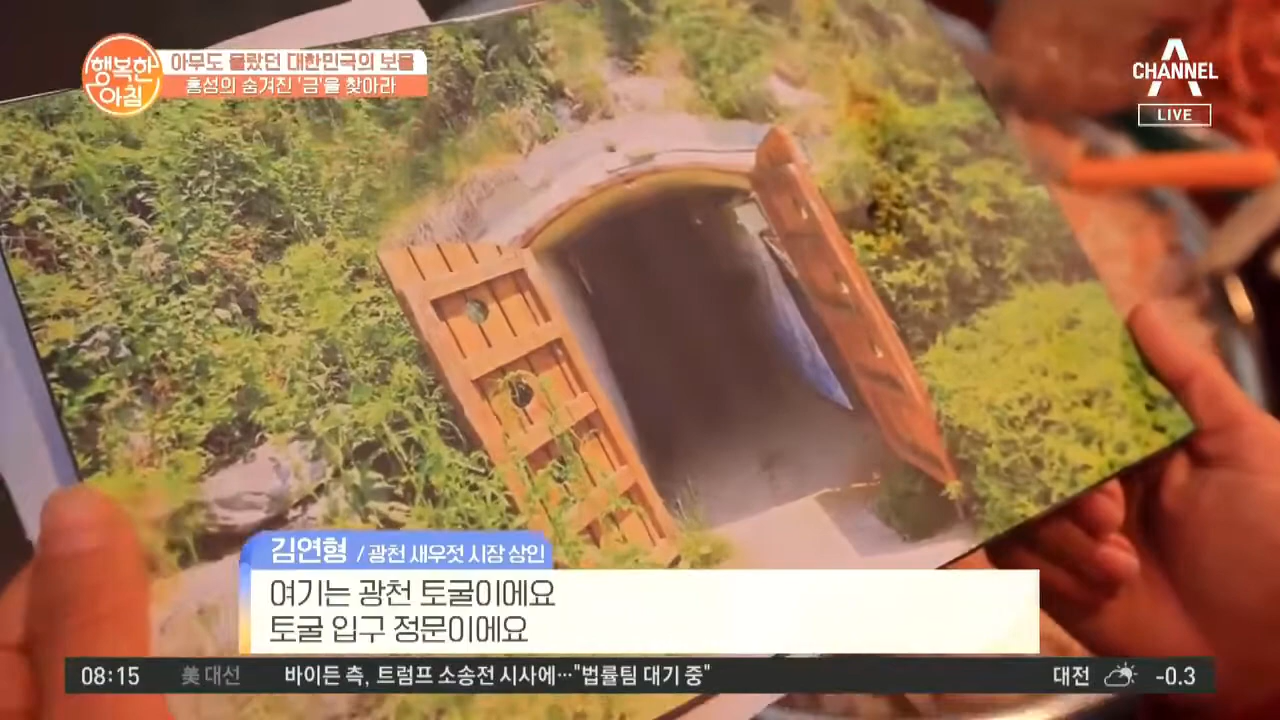 행복한
아침
아무도 몰랐던 대한민국의 보물
홍성의 숨겨진 '금'을 찾아라
CHANNEL A
LIVE
김연형 / 광천 새우젓 시장 상인
여기는 광천 토굴이에요
토굴 입구 정문이에요
08:15 美 대선 바이든 측, 트럼프 소송전 시사에…"법률팀 대기 중" 대전 -0.3